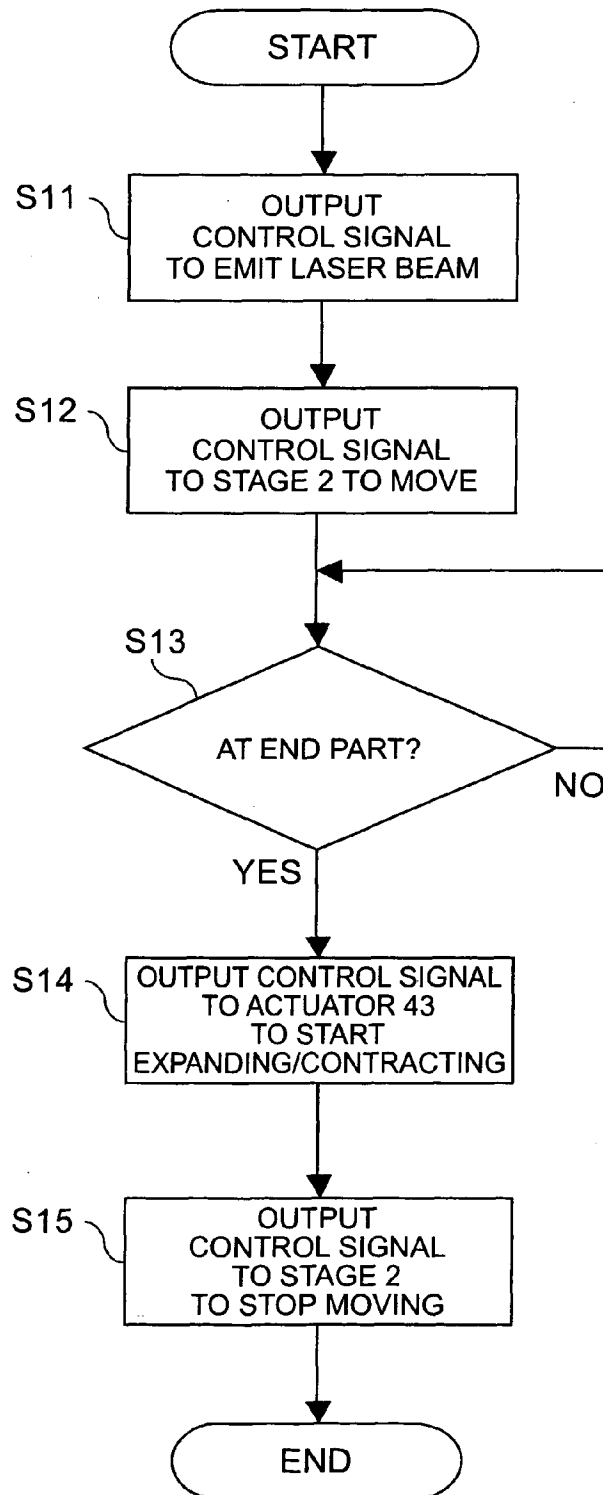 START
S11
OUTPUT
CONTROL SIGNAL
TO EMIT LASER BEAM
S12
OUTPUT
CONTROL SIGNAL
TO STAGE 2 TO MOVE
S13
AT END PART?
NO
YES
S14
OUTPUT CONTROL SIGNAL
TO ACTUATOR 43
TO START
EXPANDING/CONTRACTING
S15
OUTPUT
CONTROL SIGNAL
TO STAGE 2
TO STOP MOVING
END